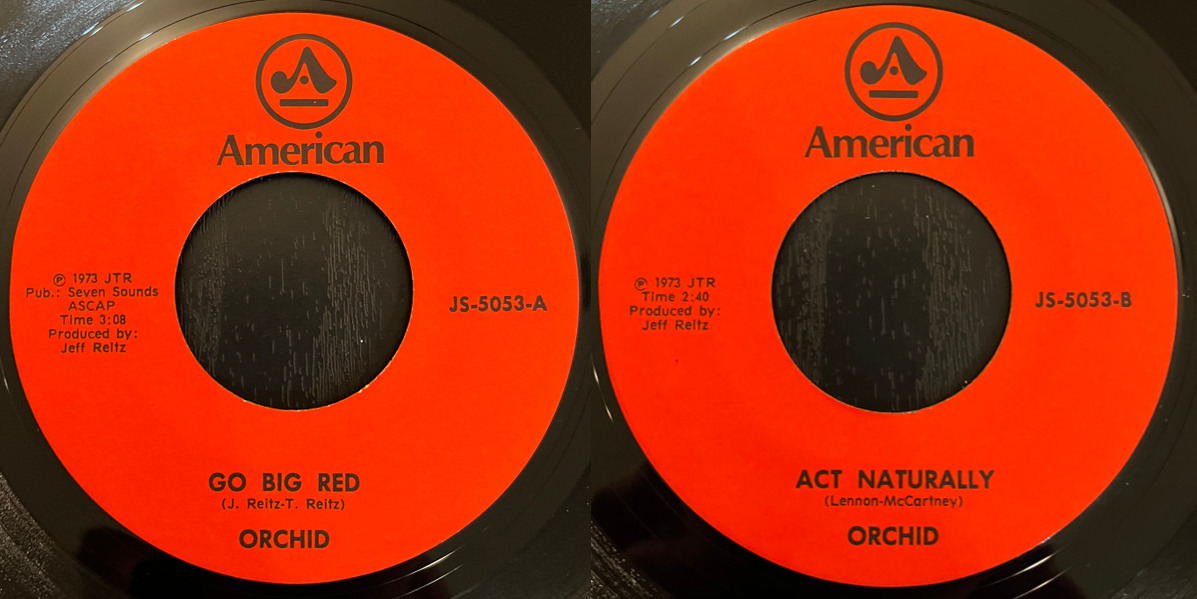 American
℗ 1973 JTR
Pub.: Seven Sounds
ASCAP
Time 3:08
Produced by:
Jeff Reitz
JS-5053-A
GO BIG RED
(J. Reitz-T. Reitz)
ORCHID
American
℗ 1973 JTR
Time 2:40
Produced by:
Jeff Reitz
JS-5053-B
ACT NATURALLY
(Lennon-McCartney)
ORCHID